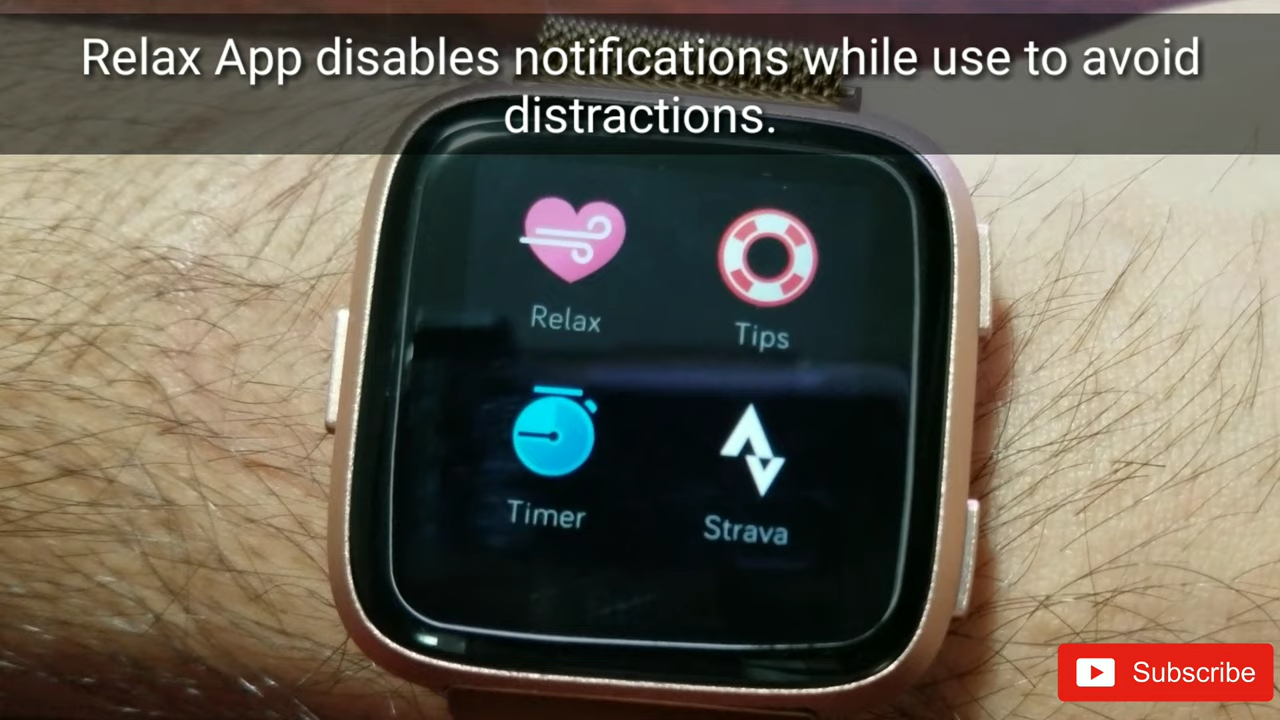 Relax App disables notifications while use to avoid
distractions.
Relax
Tips
Timer
Strava
Subscribe